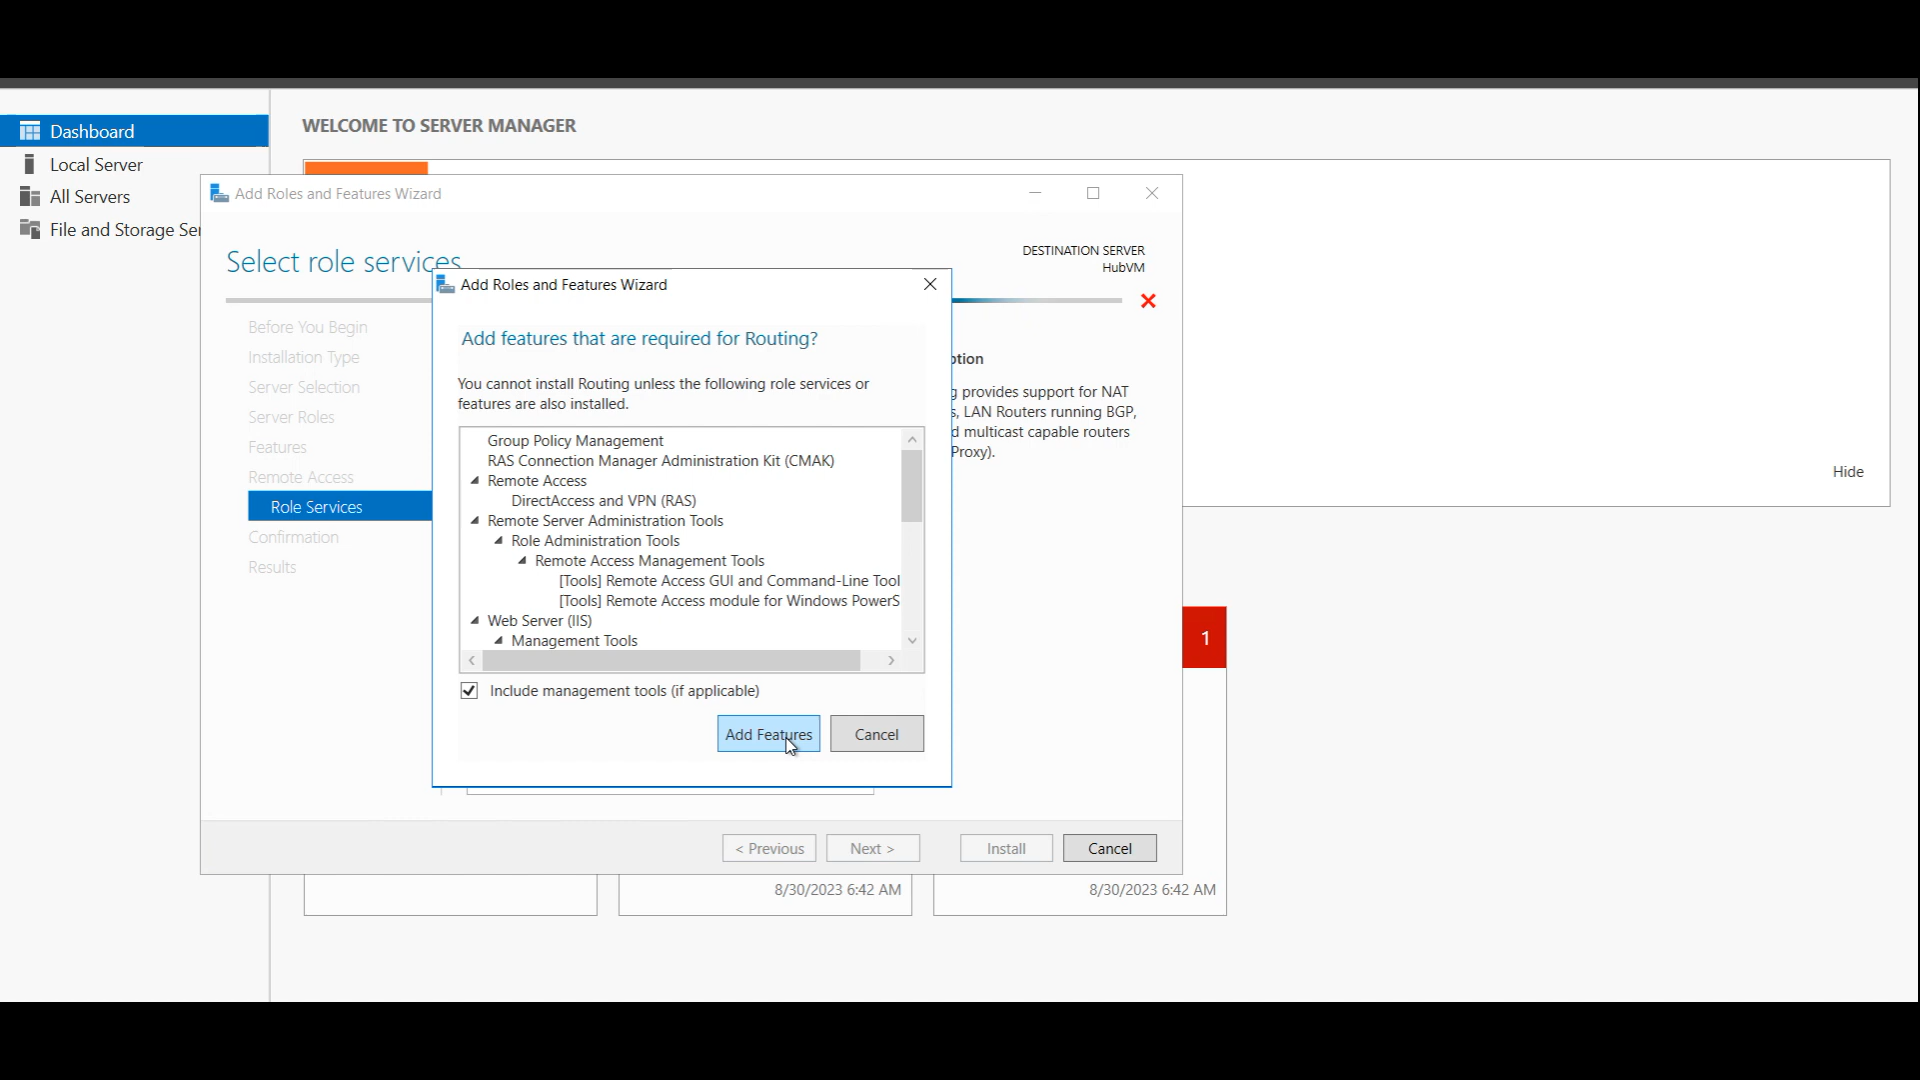 Dashboard
Local Server
All Servers
File and Storage Ser
WELCOME TO SERVER MANAGER
Hide
Add Roles and Features Wizard
Select role services
DESTINATION SERVER
HubVM
Before You Begin
Installation Type
Server Selection
Server Roles
Features
Remote Access
Role Services
Confirmation
Results
Add Roles and Features Wizard
Add features that are required for Routing?
You cannot install Routing unless the following role services or
features are also installed.
Group Policy Management
RAS Connection Manager Administration Kit (CMAK)
Remote Access
DirectAccess and VPN (RAS)
Remote Server Administration Tools
Role Administration Tools
Remote Access Management Tools
[Tools] Remote Access GUI and Command-Line Tool
[Tools] Remote Access module for Windows PowerS
Web Server (IIS)
Management Tools
Include management tools (if applicable)
Add Features
Cancel
ption
g provides support for NAT
s, LAN Routers running BGP,
d multicast capable routers
Proxy).
< Previous
Next >
Install
Cancel
1
8/30/2023 6:42 AM
8/30/2023 6:42 AM